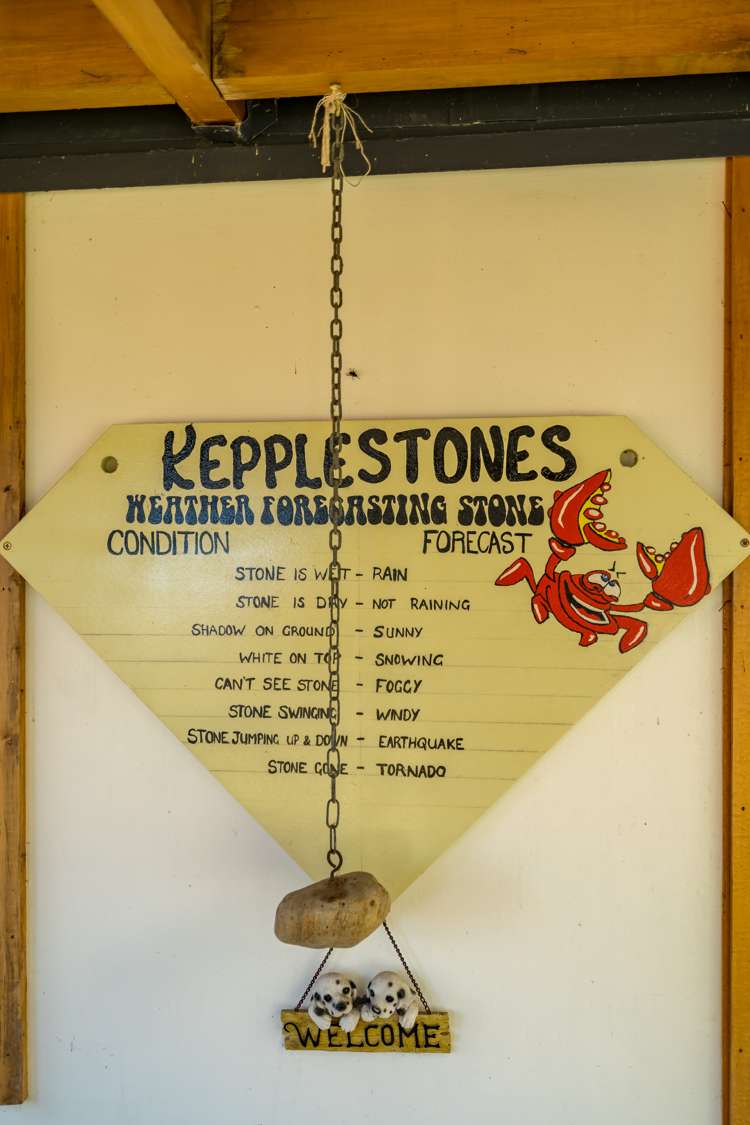 KEPPLESTONES
WEATHER FORECASTING STONE
CONDITION FORECAST
STONE IS WET - RAIN
STONE IS DRY - NOT RAINING
SHADOW ON GROUND - SUNNY
WHITE ON TOP - SNOWING
CAN'T SEE STONE - FOGGY
STONE SWINGING - WINDY
STONE JUMPING UP & DOWN - EARTHQUAKE
STONE GONE - TORNADO
WELCOME